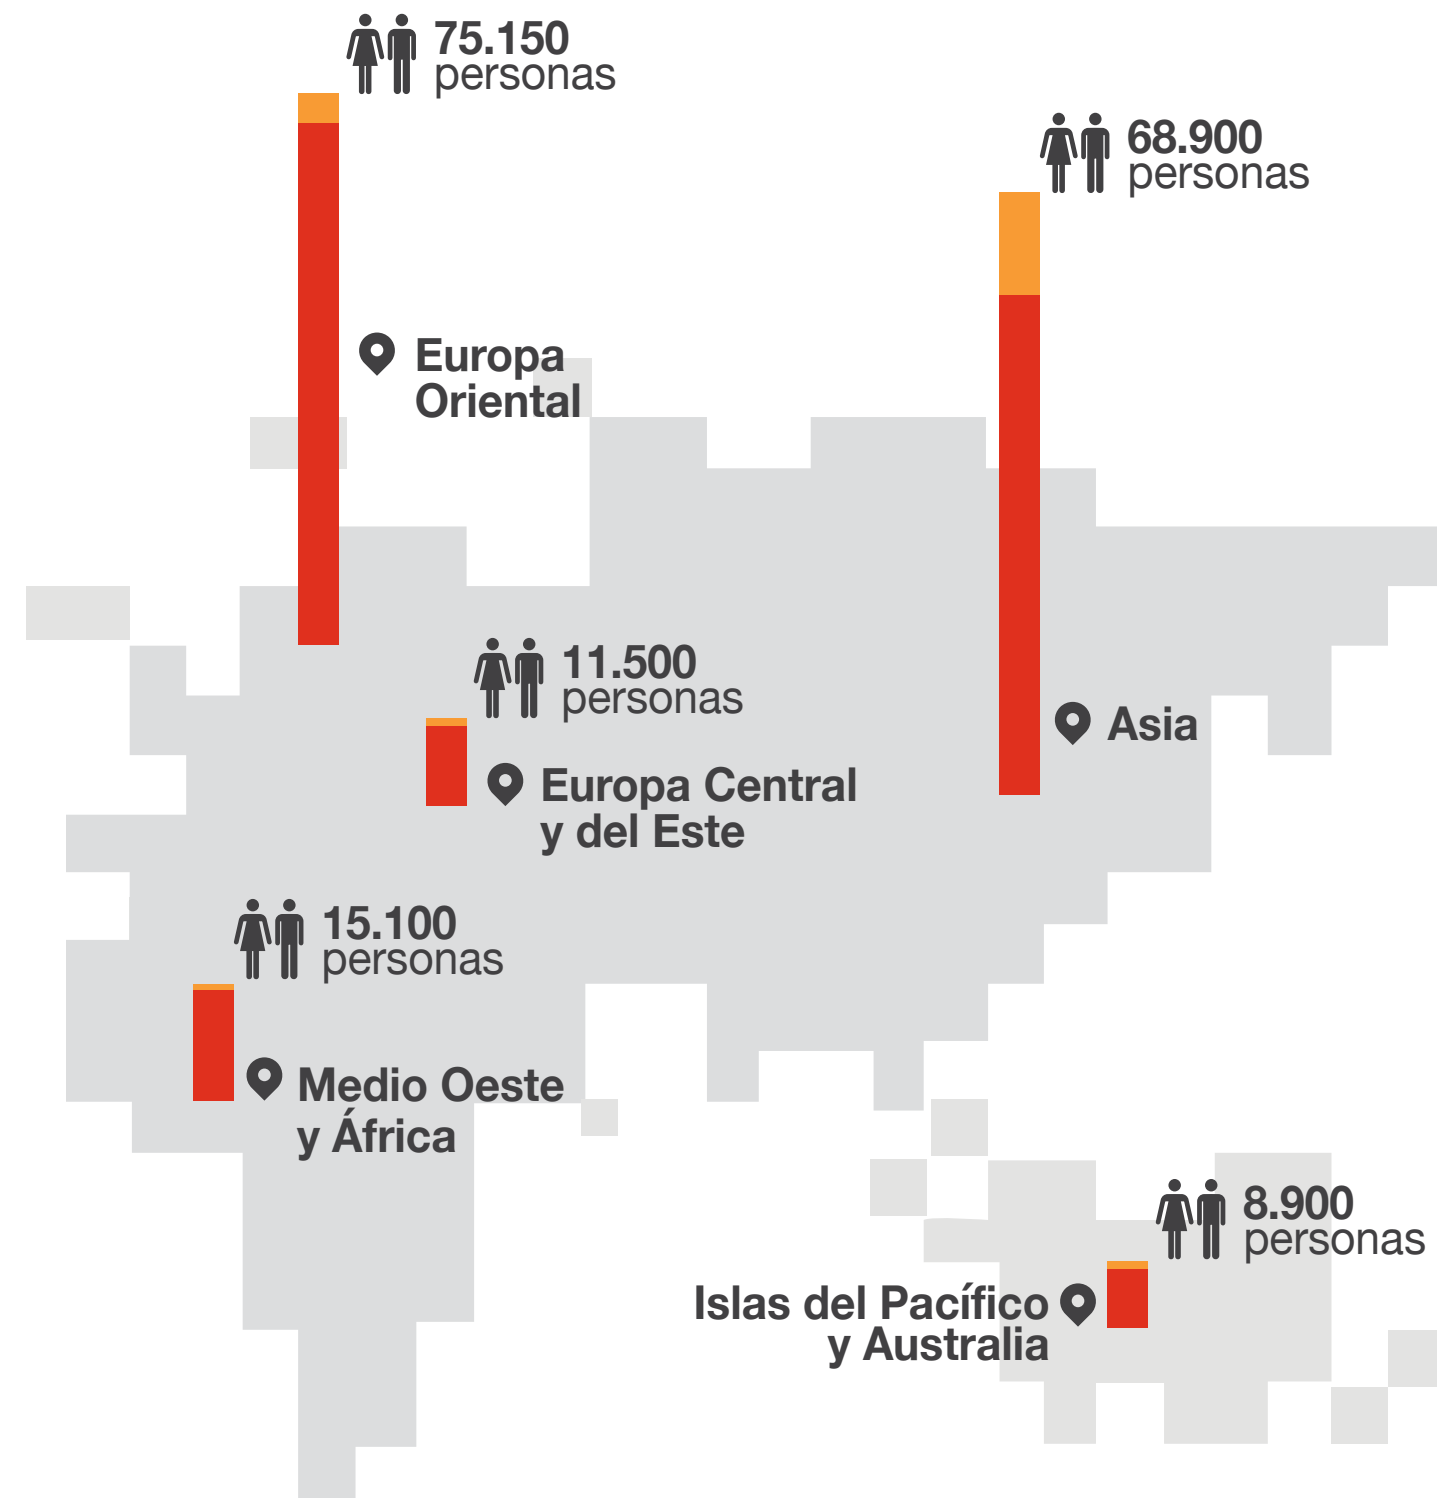 75.150
personas
68.900
personas
Europa
Oriental
11.500
personas
Asia
Europa Central
y del Este
15.100
personas
Medio Oeste
y África
8.900
personas
Islas del Pacífico
y Australia